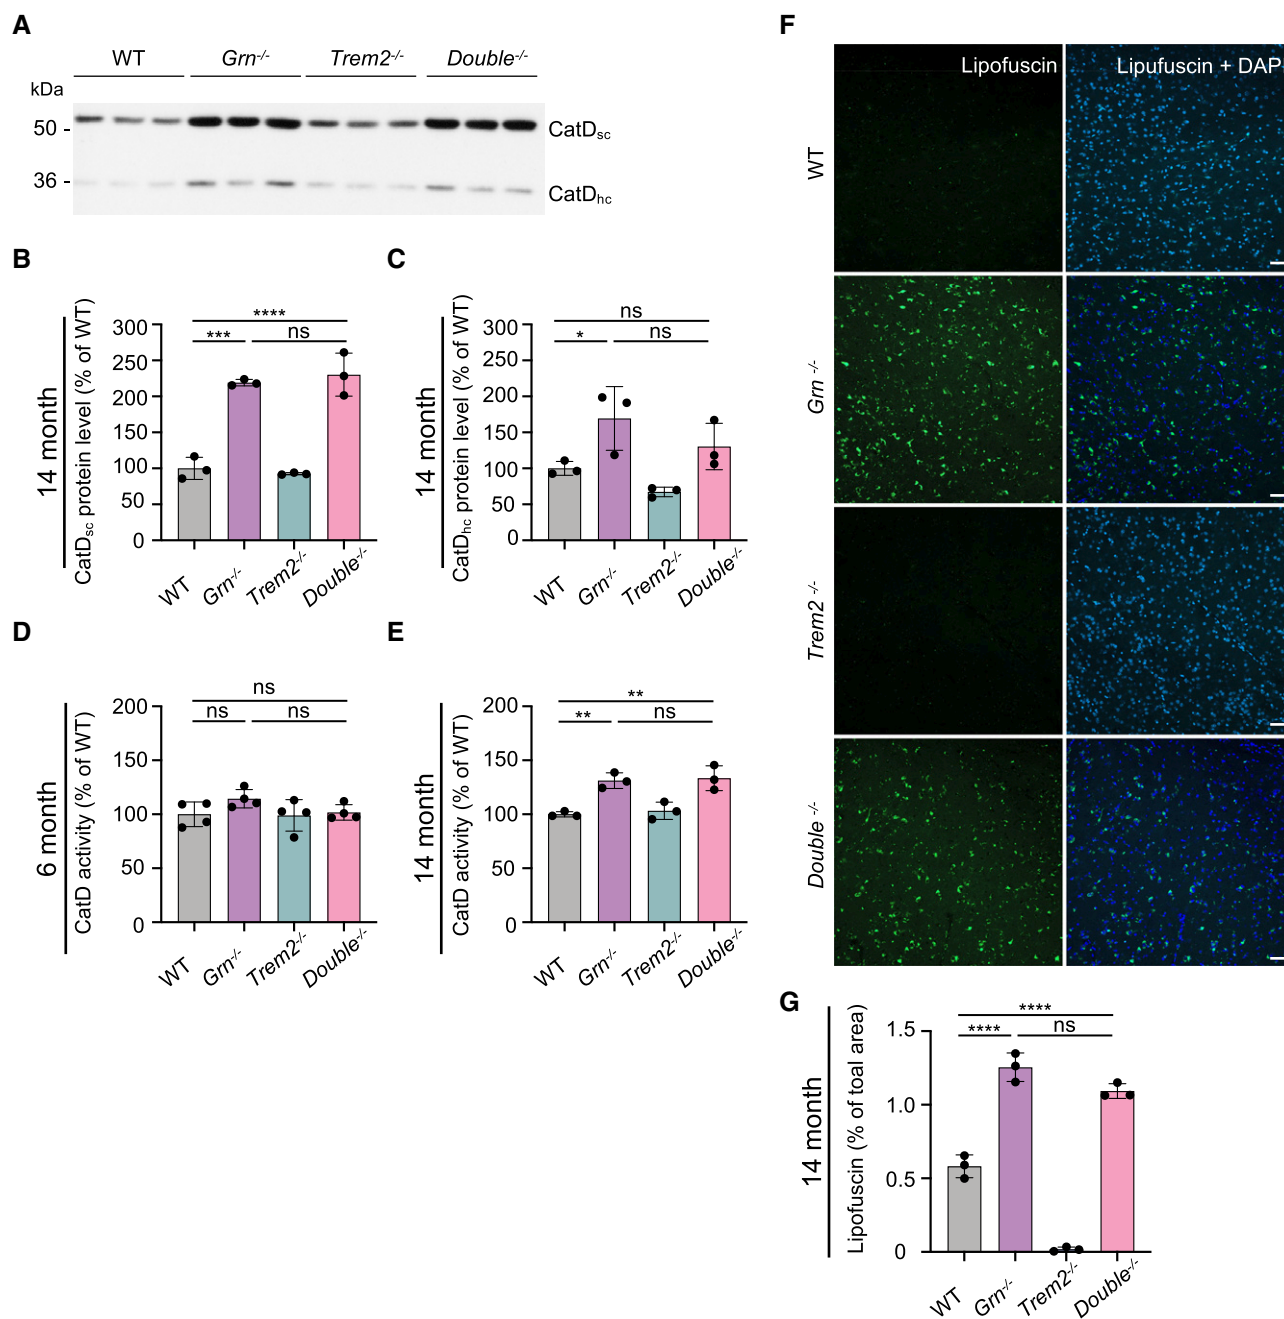 A
WT Grn-/- Trem2-/- Double-/-
kDa
50 - CatDsc
36 - CatDhc
B
14 month
CatDsc protein level (% of WT)
300
250
200
150
100
50
0
****
***
ns
WT Grn-/- Trem2-/- Double-/-
C
14 month
CatDhc protein level (% of WT)
300
250
200
150
100
50
0
ns
*
ns
WT Grn-/- Trem2-/- Double-/-
D
6 month
CatD activity (% of WT)
200
150
100
50
0
ns
ns
ns
WT Grn-/- Trem2-/- Double-/-
E
14 month
CatD activity (% of WT)
200
150
100
50
0
**
**
ns
WT Grn-/- Trem2-/- Double-/-
F
Lipofuscin
Lipufuscin + DAP
WT
Grn -/-
Trem2 -/-
Double -/-
G
14 month
Lipofuscin (% of toal area)
1.5
1.0
0.5
0
****
****
ns
WT Grn-/- Trem2-/- Double-/-